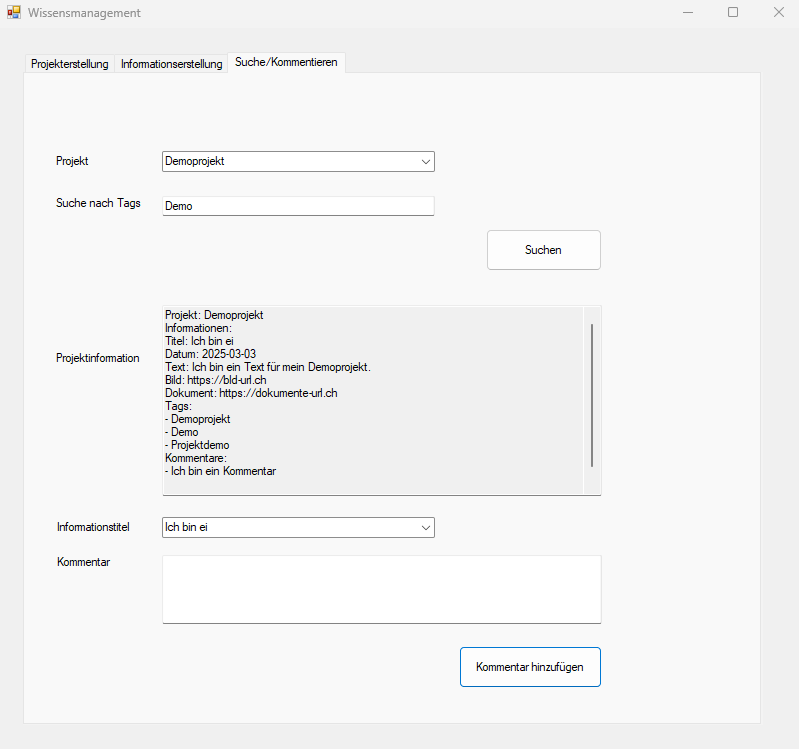 Wissensmanagement
Projekterstellung Informationserstellung Suche/Kommentieren
Projekt Demoprojekt
Suche nach Tags Demo
Suchen
Projektinformation
Projekt: Demoprojekt
Informationen:
Titel: Ich bin ei
Datum: 2025-03-03
Text: Ich bin ein Text für mein Demoprojekt.
Bild: https://bld-url.ch
Dokument: https://dokumente-url.ch
Tags:
- Demoprojekt
- Demo
- Projektdemo
Kommentare:
- Ich bin ein Kommentar
Informationstitel Ich bin ei
Kommentar
Kommentar hinzufügen